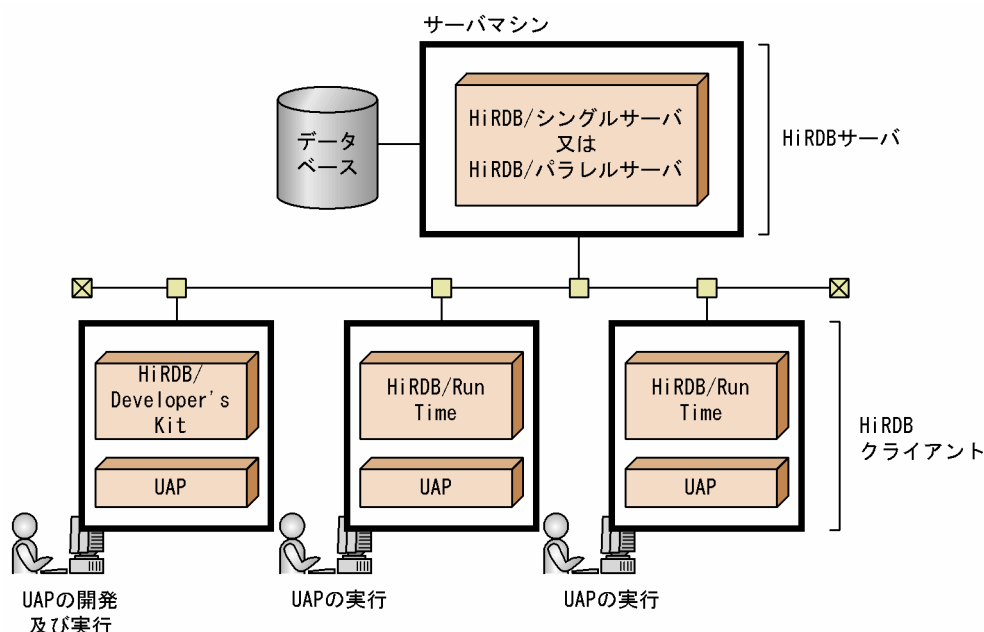 サーバマシン
データ
ベース
HiRDB/シングルサーバ
又は
HiRDB/パラレルサーバ
HiRDBサーバ
HiRDB/
Developer's
Kit
UAP
HiRDB/Run
Time
UAP
HiRDB/Run
Time
UAP
HiRDB
クライアント
UAPの開発
及び実行
UAPの実行
UAPの実行